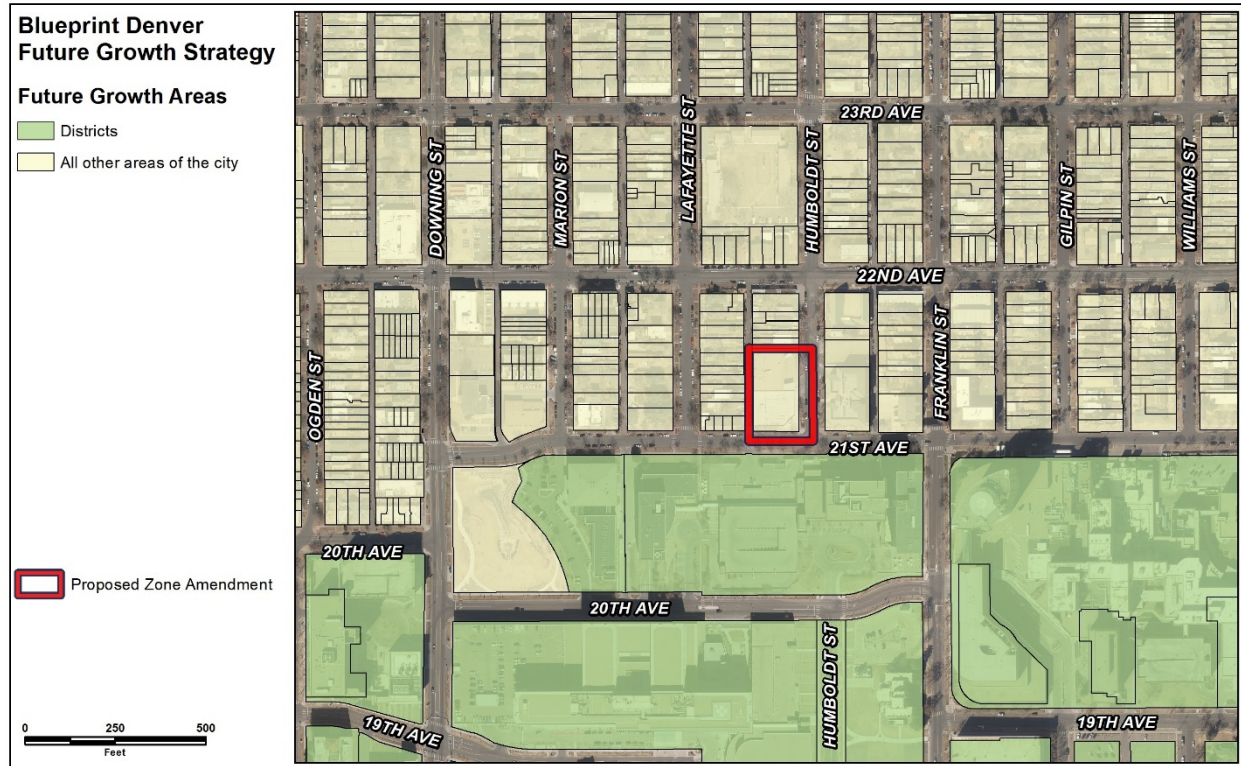 Blueprint Denver
Future Growth Strategy
Future Growth Areas
Districts
All other areas of the city
Proposed Zone Amendment
0 250 500
Feet
23RD AVE
DOWNING ST
MARION ST
LAFAYETTE ST
HUMBOLDT ST
GILPIN ST
WILLIAMS ST
22ND AVE
OGDEN ST
FRANKLIN ST
21ST AVE
20TH AVE
20TH AVE
HUMBOLDT ST
19TH AVE
19TH AVE